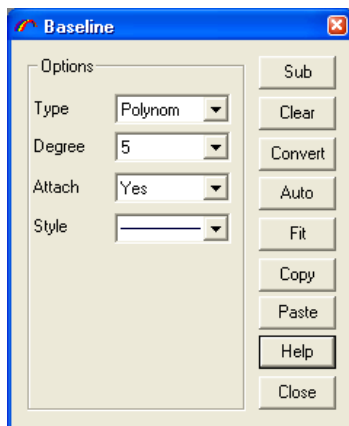 Baseline
Options
Type Polynom
Degree 5
Attach Yes
Style
Sub
Clear
Convert
Auto
Fit
Copy
Paste
Help
Close